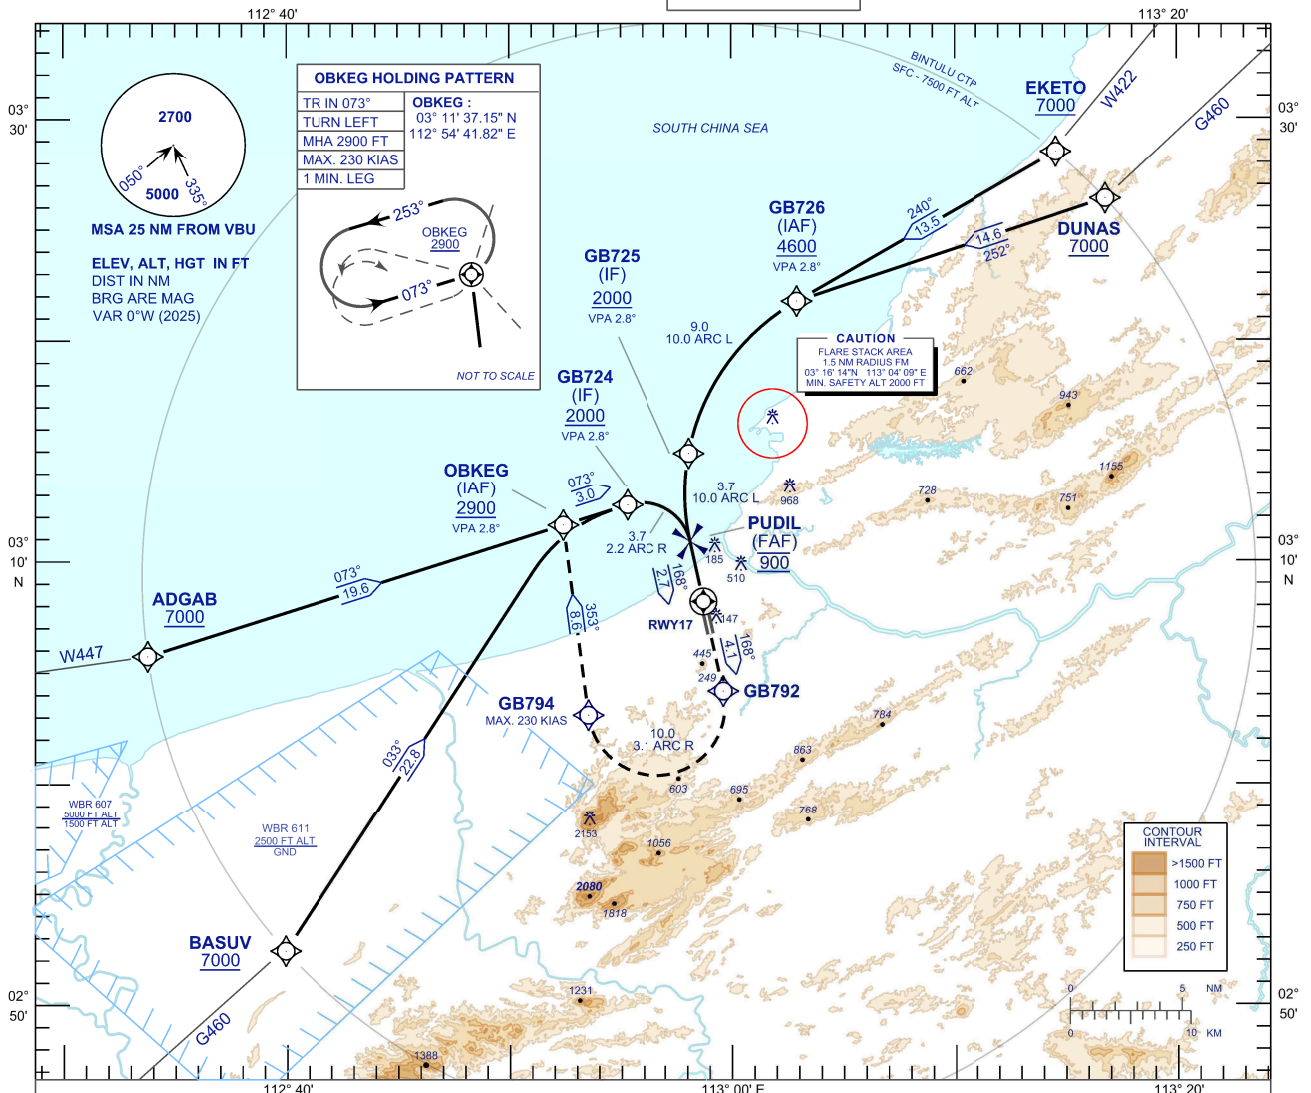 112° 40'
113° 20'
03°
30'
03°
30'
2700
050°
335°
5000
MSA 25 NM FROM VBU
ELEV, ALT, HGT IN FT
DIST IN NM
BRG ARE MAG
VAR 0°W (2025)
OBKEG HOLDING PATTERN
TR IN 073°
TURN LEFT
MHA 2900 FT
MAX. 230 KIAS
1 MIN. LEG
OBKEG :
03° 11' 37.15" N
112° 54' 41.82" E
253°
OBKEG
2900
073°
NOT TO SCALE
SOUTH CHINA SEA
BINTULU CTR
SFC - 7500 FT ALT
EKETO
7000
W422
G460
DUNAS
7000
240°
13.5
14.6
252°
GB726
(IAF)
4600
VPA 2.8°
GB725
(IF)
2000
VPA 2.8°
9.0
10.0 ARC L
CAUTION
FLARE STACK AREA
1.5 NM RADIUS FM
03° 16' 14"N 113° 04' 09" E
MIN. SAFETY ALT 2000 FT
662
943
GB724
(IF)
2000
VPA 2.8°
OBKEG
(IAF)
2900
VPA 2.8°
073°
3.0
3.7
10.0 ARC L
968
728
751
1155
3.7
2.2 ARC R
PUDIL
(FAF)
900
185
510
03°
10'
N
03°
10'
N
073°
19.6
ADGAB
7000
W447
168°
2.7
RWY17
147
168°
4.1
445
249
353°
8.6
GB792
GB794
MAX. 230 KIAS
10.0
ARC R
603
784
863
695
768
033°
22.8
WBR 607
5000 FT ALT
1500 FT ALT
WBR 611
2500 FT ALT
GND
2153
1056
2080
1818
CONTOUR
INTERVAL
>1500 FT
1000 FT
750 FT
500 FT
250 FT
BASUV
7000
G460
1231
1388
0
5
NM
0
10
KM
02°
50'
02°
50'
112° 40'
113° 00' E
113° 20'